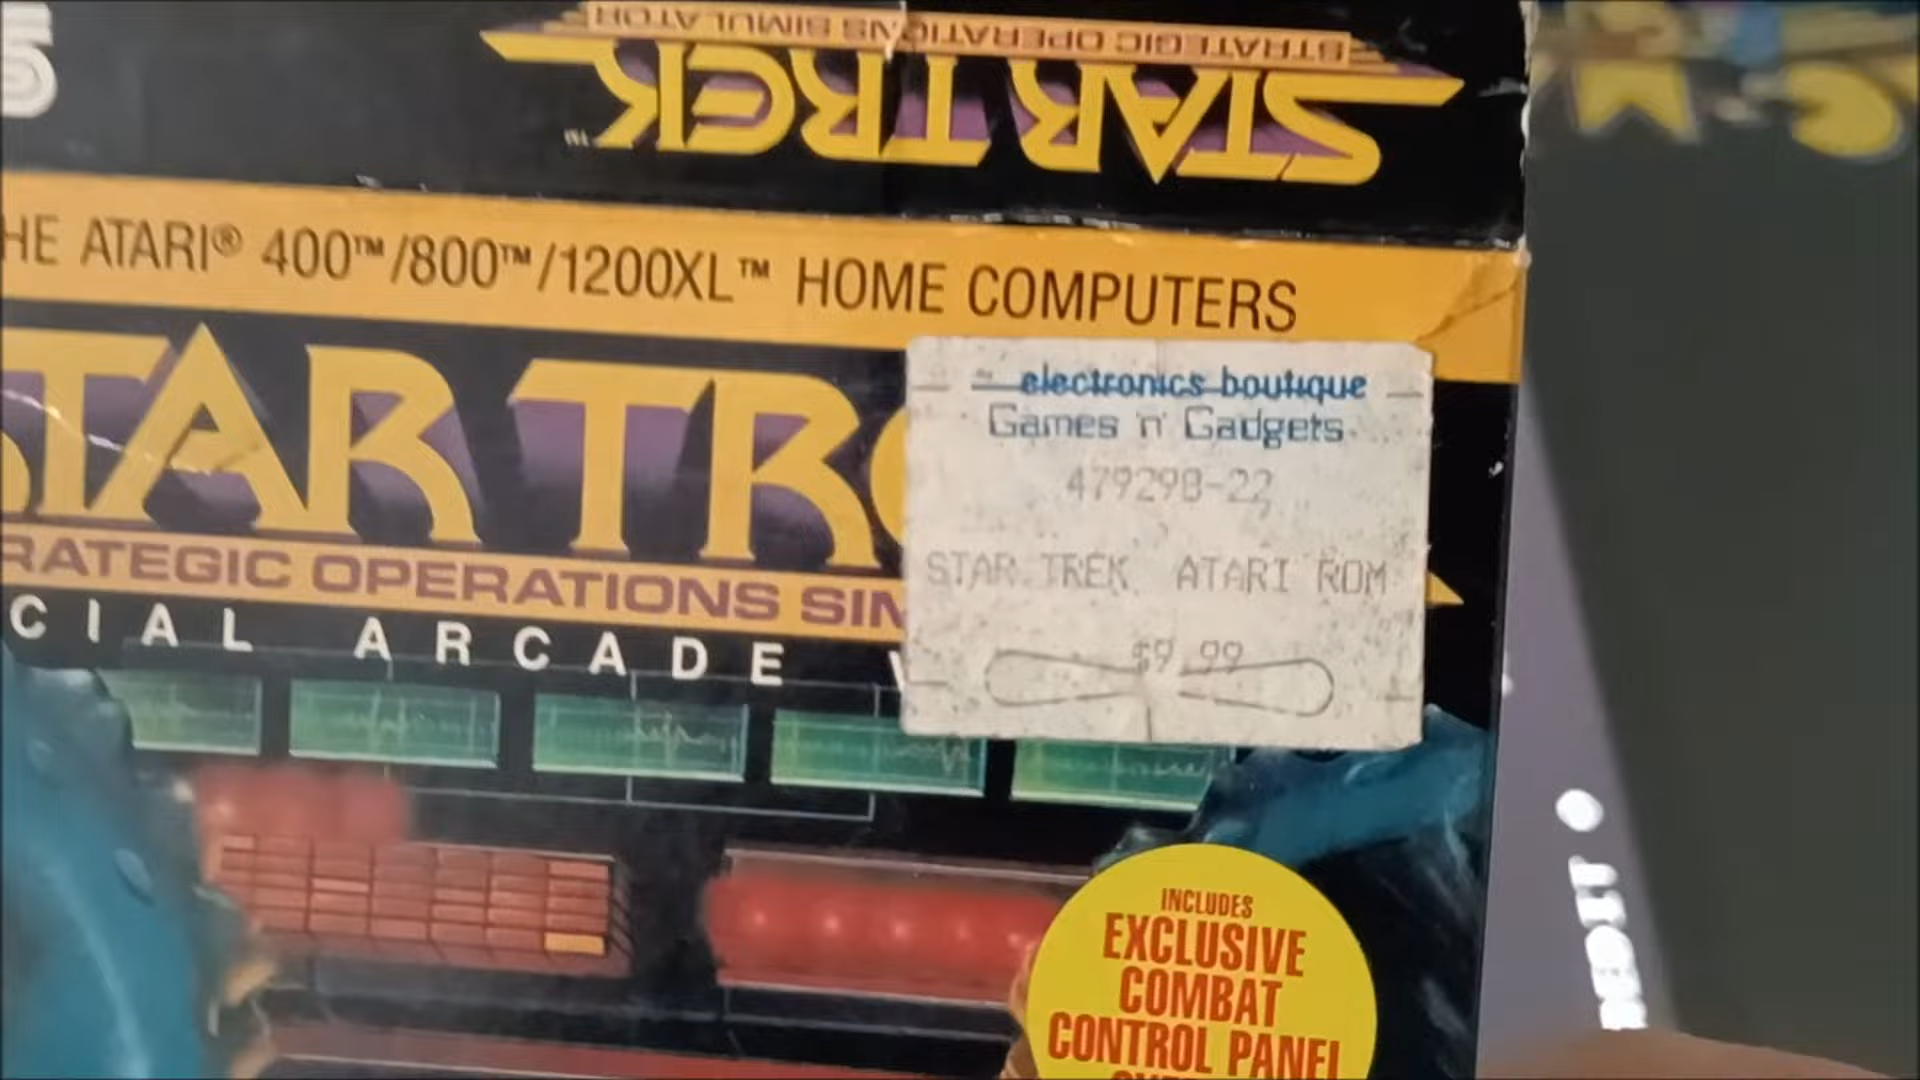 STRATEGIC OPERATIONS SIMULATOR
STAR TREK™
HE ATARI® 400™/800™/1200XL™ HOME COMPUTERS
electronics boutique
Games 'n' Gadgets
479298-22
STAR TREK ATARI ROM
$9.99
STAR TR
RATEGIC OPERATIONS SIM
CIAL ARCADE V
INCLUDES
EXCLUSIVE
COMBAT
CONTROL PANEL